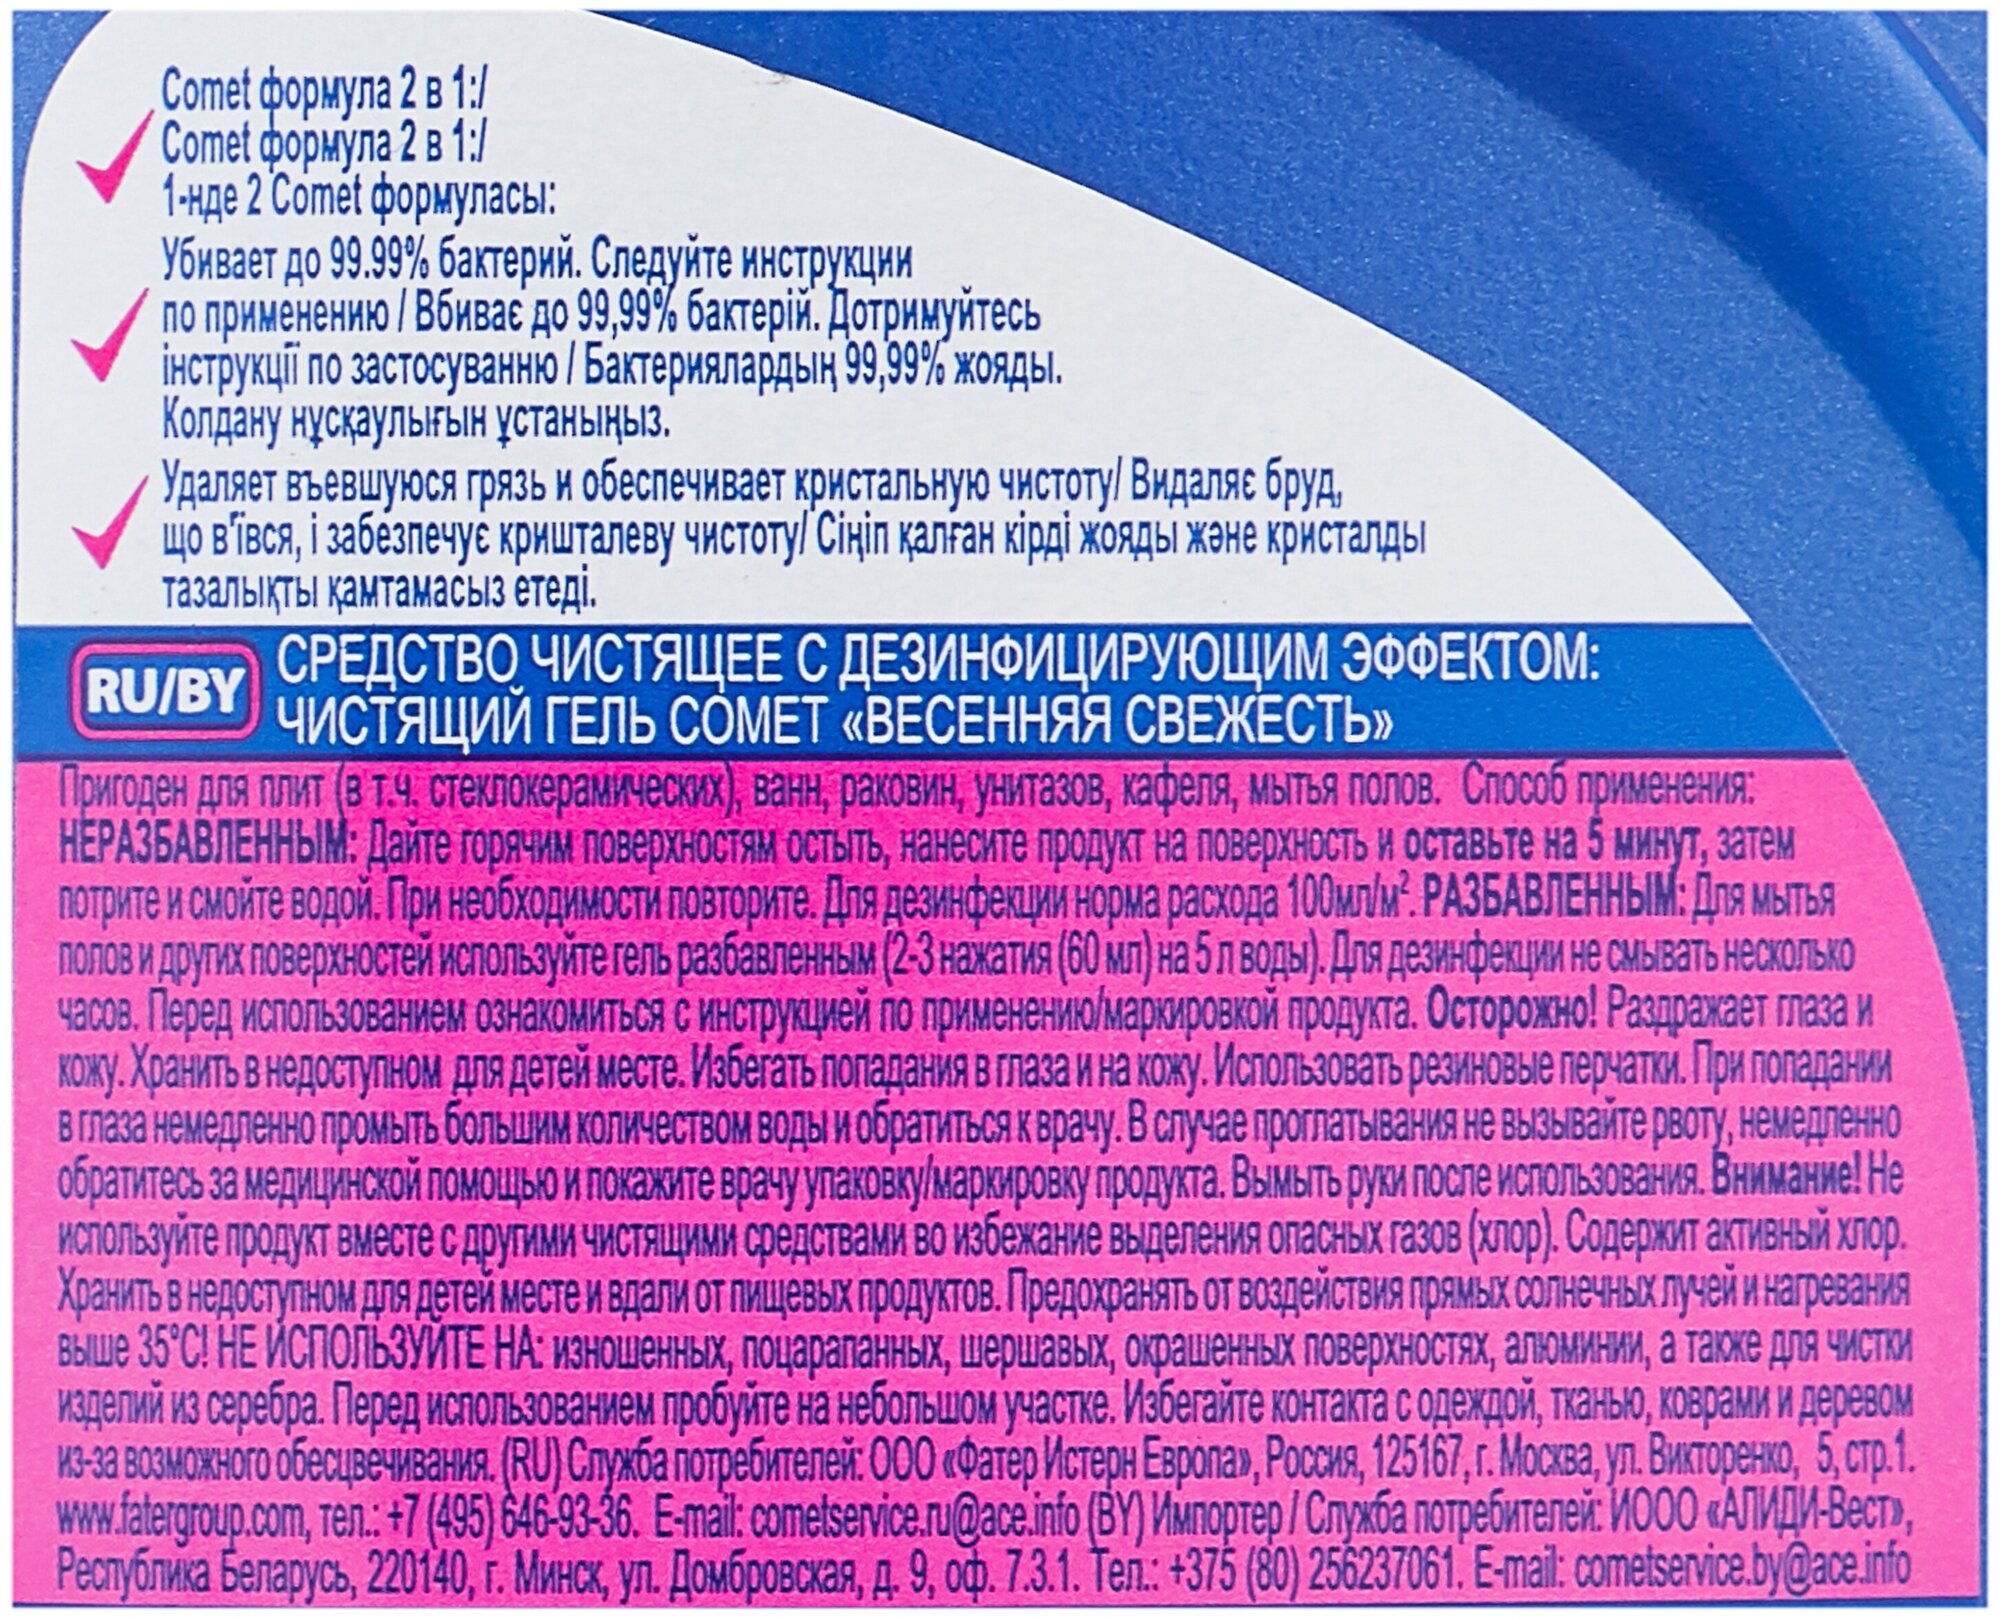 Comet формула 2 в 1:/
Comet формула 2 в 1:/
1-нде 2 Comet формуласы:
Убивает до 99.99% бактерий. Следуйте инструкции
по применению / Вбиває до 99,99% бактерій. Дотримуйтесь
інструкції по застосуванню / Бактериялардың 99,99% жояды.
Колдану нұсқаулығын ұстаныңыз.
Удаляет въевшуюся грязь и обеспечивает кристальную чистоту/ Видаляє бруд,
що в'ївся, і забезпечує кришталеву чистоту/ Сіңіп қалған кірді жояды және кристалды
тазалықты қамтамасыз етеді.
RU/BY СРЕДСТВО ЧИСТЯЩЕЕ С ДЕЗИНФИЦИРУЮЩИМ ЭФФЕКТОМ:
ЧИСТЯЩИЙ ГЕЛЬ COMET «ВЕСЕННЯЯ СВЕЖЕСТЬ»
Пригоден для плит (в т.ч. стеклокерамических), ванн, раковин, унитазов, кафеля, мытья полов. Способ применения:
НЕРАЗБАВЛЕННЫМ: Дайте горячим поверхностям остыть, нанесите продукт на поверхность и оставьте на 5 минут, затем
потрите и смойте водой. При необходимости повторите. Для дезинфекции норма расхода 100мл/м². РАЗБАВЛЕННЫМ: Для мытья
полов и других поверхностей используйте гель разбавленным (2-3 нажатия (60 мл) на 5 л воды). Для дезинфекции не смывать несколько
часов. Перед использованием ознакомиться с инструкцией по применению/маркировкой продукта. Осторожно! Раздражает глаза и
кожу. Хранить в недоступном для детей месте. Избегать попадания в глаза и на кожу. Использовать резиновые перчатки. При попадании
в глаза немедленно промыть большим количеством воды и обратиться к врачу. В случае проглатывания не вызывайте рвоту, немедленно
обратитесь за медицинской помощью и покажите врачу упаковку/маркировку продукта. Вымыть руки после использования. Внимание! Не
используйте продукт вместе с другими чистящими средствами во избежание выделения опасных газов (хлор). Содержит активный хлор.
Хранить в недоступном для детей месте и вдали от пищевых продуктов. Предохранять от воздействия прямых солнечных лучей и нагревания
выше 35°C! НЕ ИСПОЛЬЗУЙТЕ НА: изношенных, поцарапанных, шершавых, окрашенных поверхностях, алюминии, а также для чистки
изделий из серебра. Перед использованием пробуйте на небольшом участке. Избегайте контакта с одеждой, тканью, коврами и деревом
из-за возможного обесцвечивания. (RU) Служба потребителей: ООО «Фатер Истерн Европа», Россия, 125167, г. Москва, ул. Викторенко, 5, стр.1.
www.fatergroup.com, тел.: +7 (495) 646-93-36. E-mail: cometservice.ru@ace.info (BY) Импортер / Служба потребителей: ИООО «АЛИДИ-Вест»,
Республика Беларусь, 220140, г. Минск, ул. Домбровская, д. 9, оф. 7.3.1. Тел.: +375 (80) 256237061. E-mail: cometservice.by@ace.info